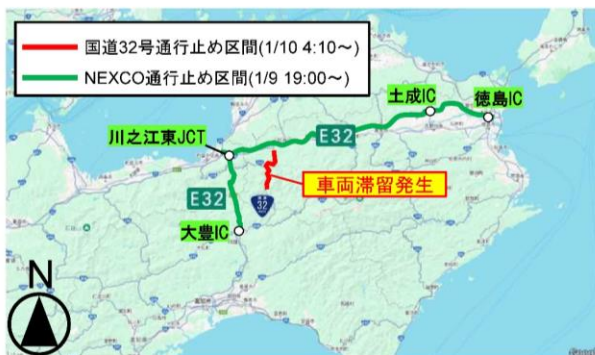 国道32号通行止め区間(1/10 4:10～)
NEXCO通行止め区間(1/9 19:00～)
土成IC
徳島IC
川之江東JCT
E32
車両滞留発生
E32
32
大豊IC
N